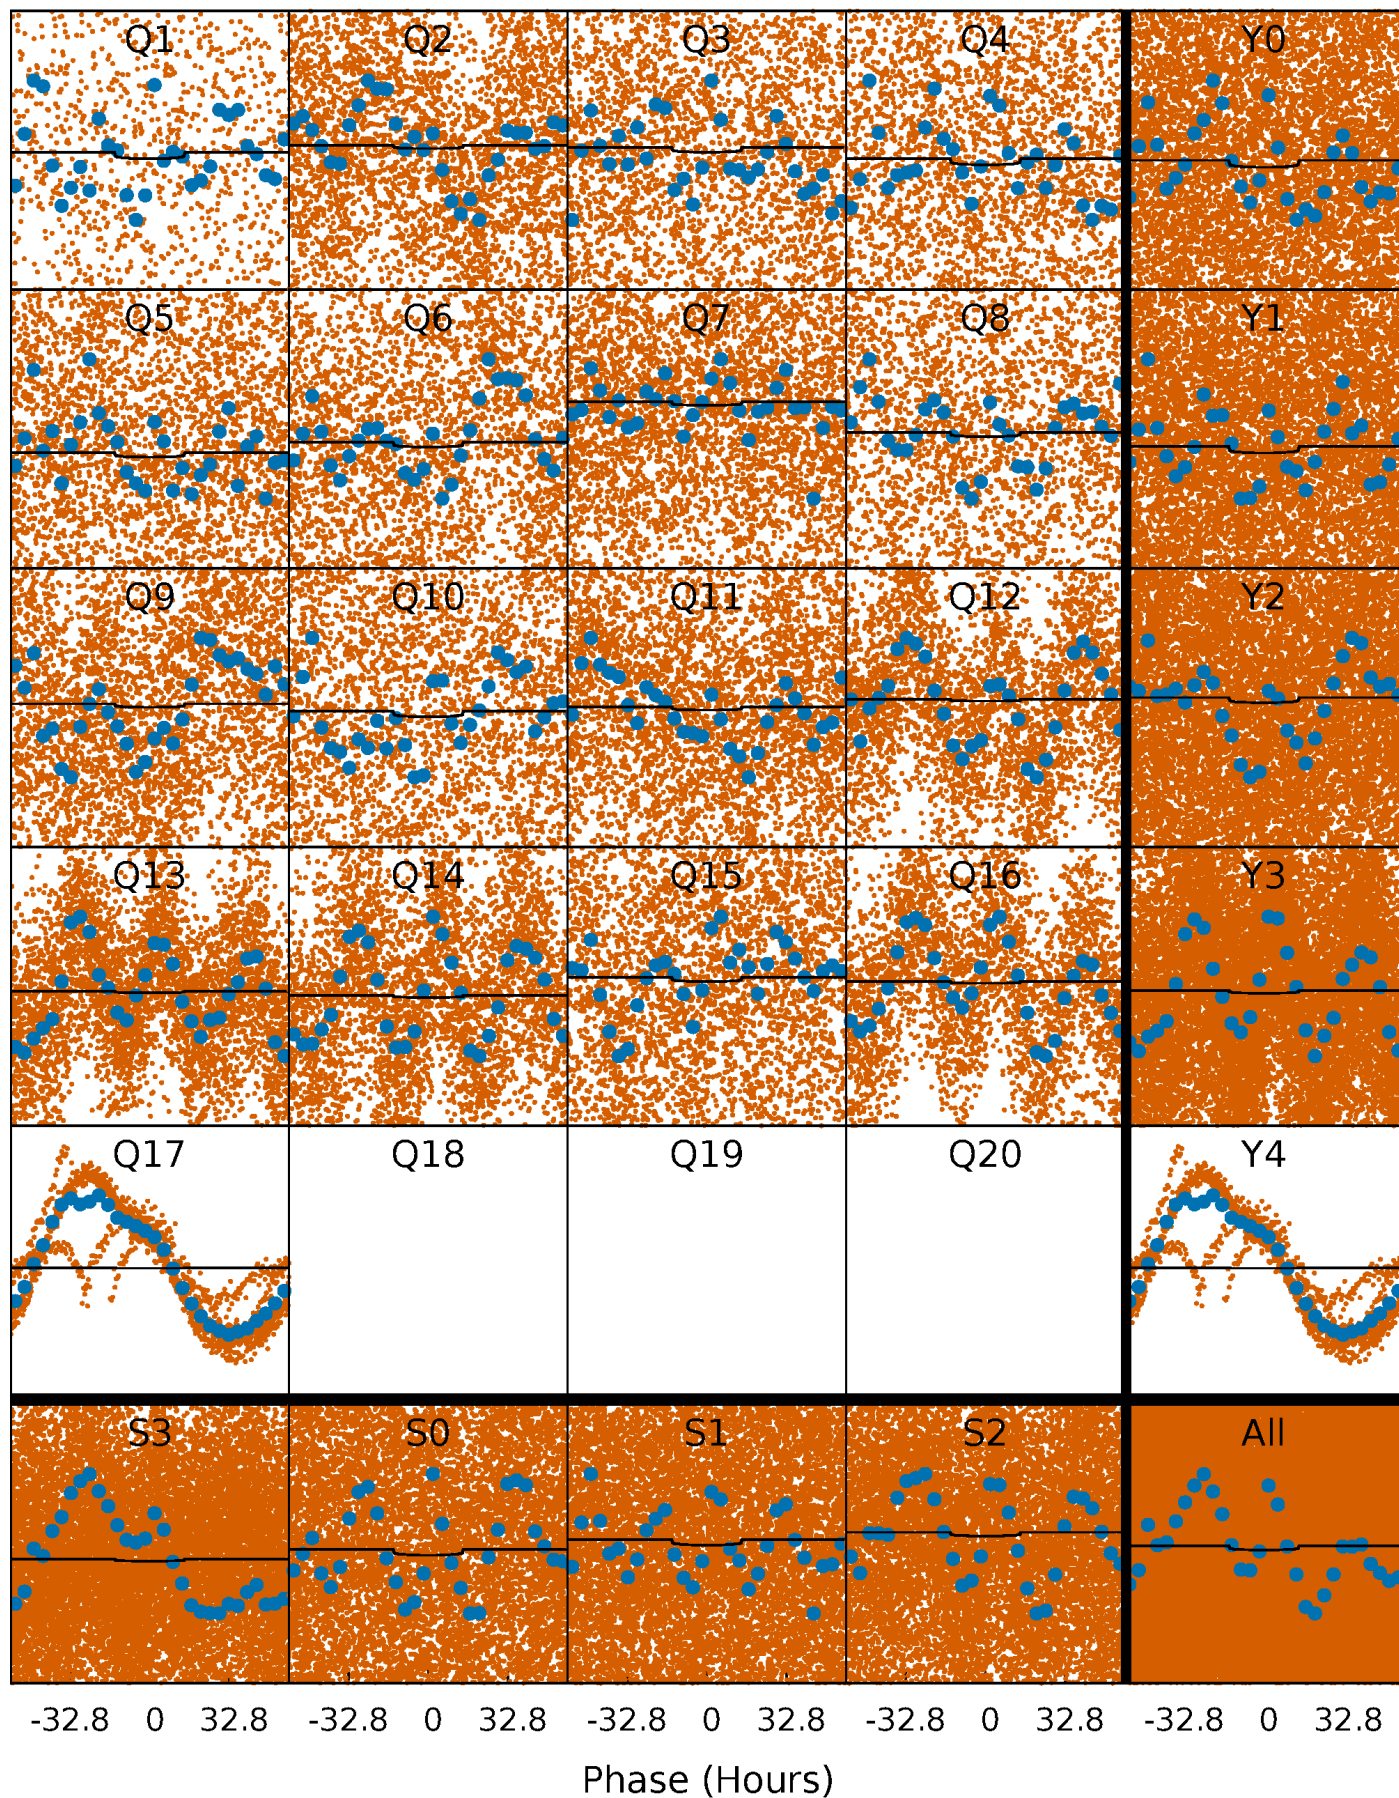 Q1 Q2 Q3 Q4 Y0
Q5 Q6 Q7 Q8 Y1
Q9 Q10 Q11 Q12 Y2
Q13 Q14 Q15 Q16 Y3
Q17 Q18 Q19 Q20 Y4
S3 S0 S1 S2 All
-32.8 0 32.8 -32.8 0 32.8 -32.8 0 32.8 -32.8 0 32.8 -32.8 0 32.8
Phase (Hours)